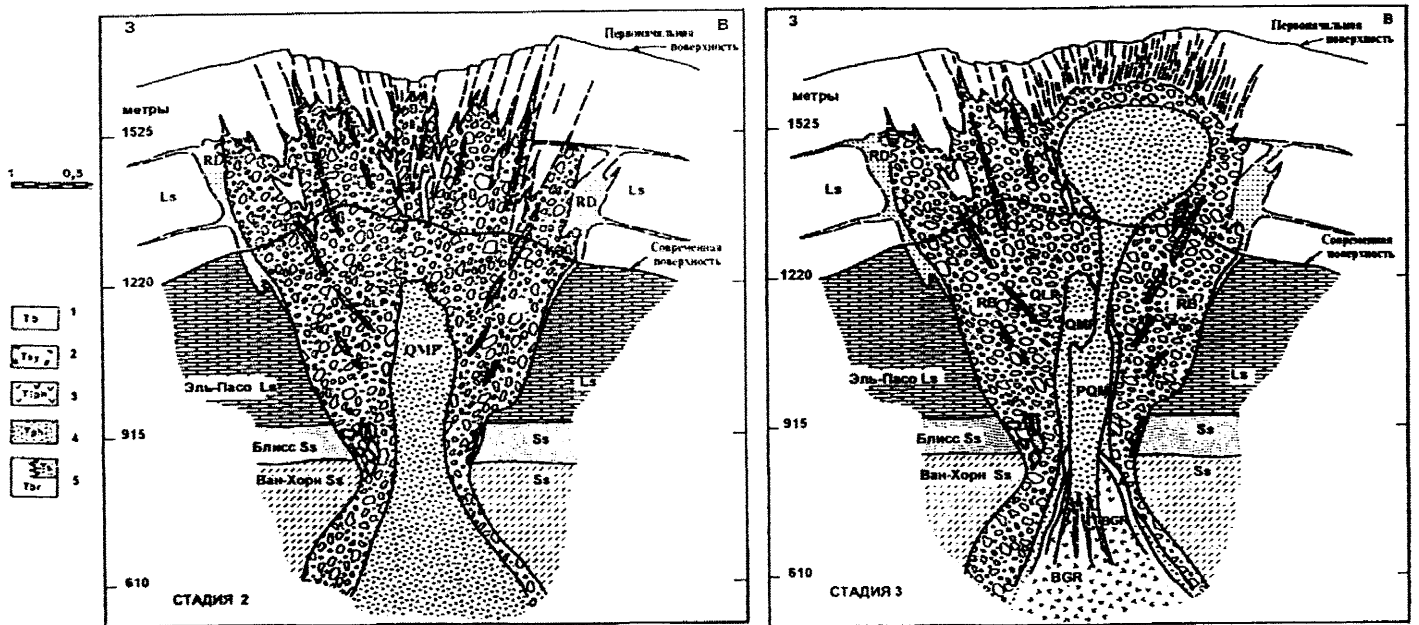 З
В
Первоначальная
поверхность
метры
1525
RD
Ls
Ls
RD
Современная
поверхность
1220
QMP
Эль-Пасо Ls
Ls
915
Блисс Ss
Ss
Ван-Хорн Ss
Ss
610
СТАДИЯ 2
1 0,5
1
2
3
4
5
З
В
Первоначальная
поверхность
метры
1525
RD
Ls
Ls
Современная
поверхность
1220
RB
QLR
RB
Эль-Пасо Ls
Ls
915
Блисс Ss
Ss
Ван-Хорн Ss
Ss
BGR
610
СТАДИЯ 3